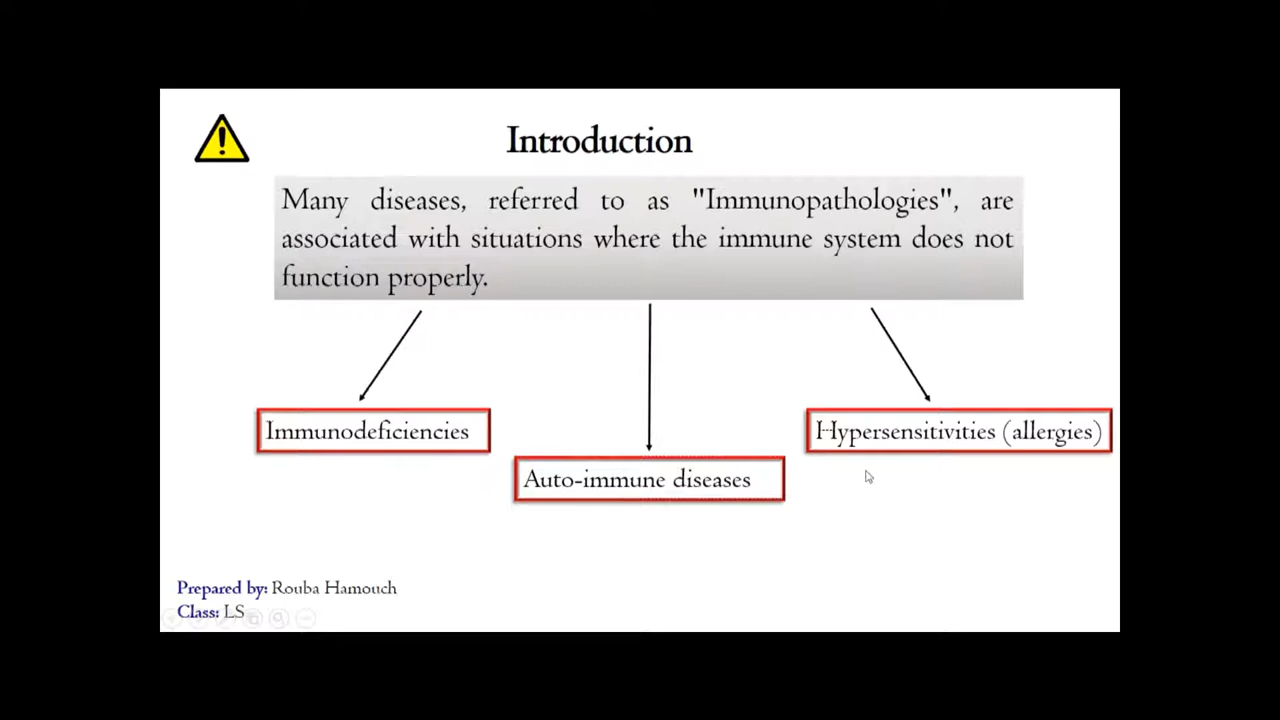 Introduction
Many diseases, referred to as "Immunopathologies", are
associated with situations where the immune system does not
function properly.
Immunodeficiencies
Hypersensitivities (allergies)
Auto-immune diseases
Prepared by: Rouba Hamouch
Class: LS